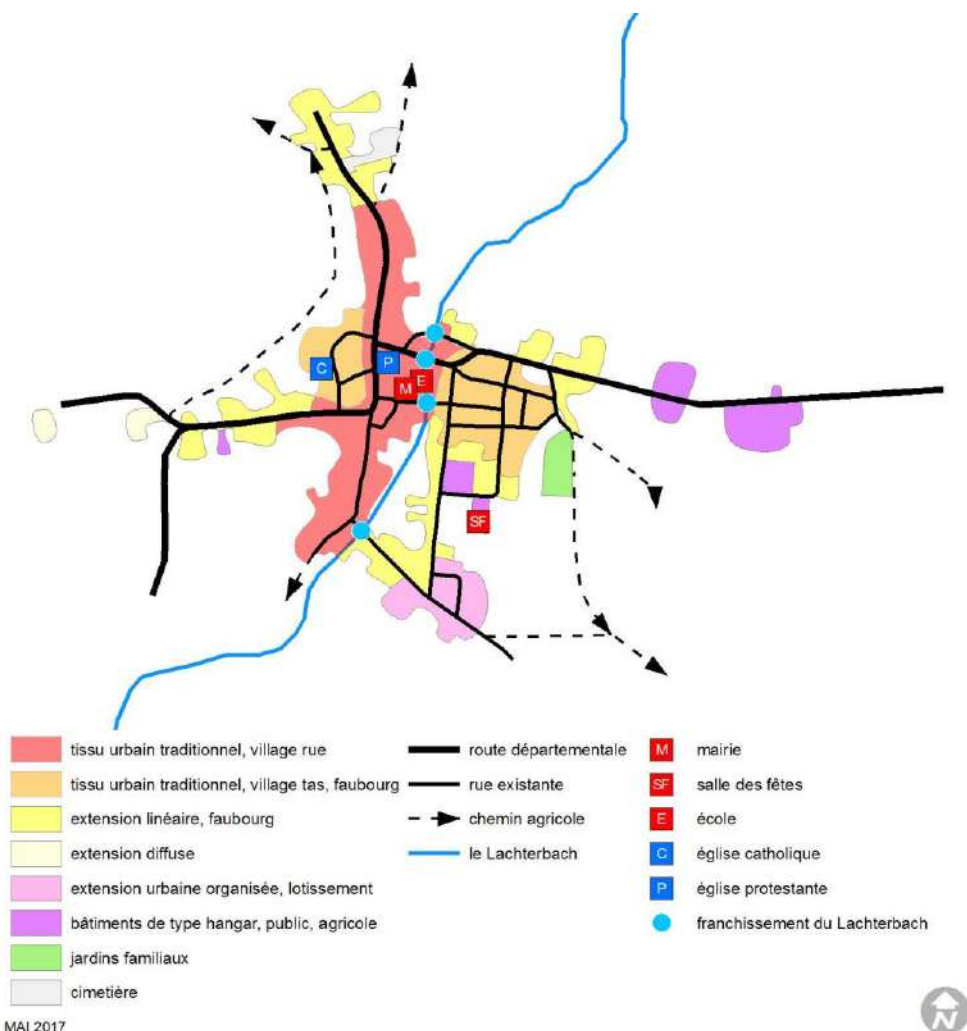 C
P
M
E
SF
tissu urbain traditionnel, village rue
tissu urbain traditionnel, village tas, faubourg
extension linéaire, faubourg
extension diffuse
extension urbaine organisée, lotissement
bâtiments de type hangar, public, agricole
jardins familiaux
cimetière
route départementale
rue existante
chemin agricole
le Lachterbach
M mairie
SF salle des fêtes
E école
C église catholique
P église protestante
franchissement du Lachterbach
MAI 2017
N